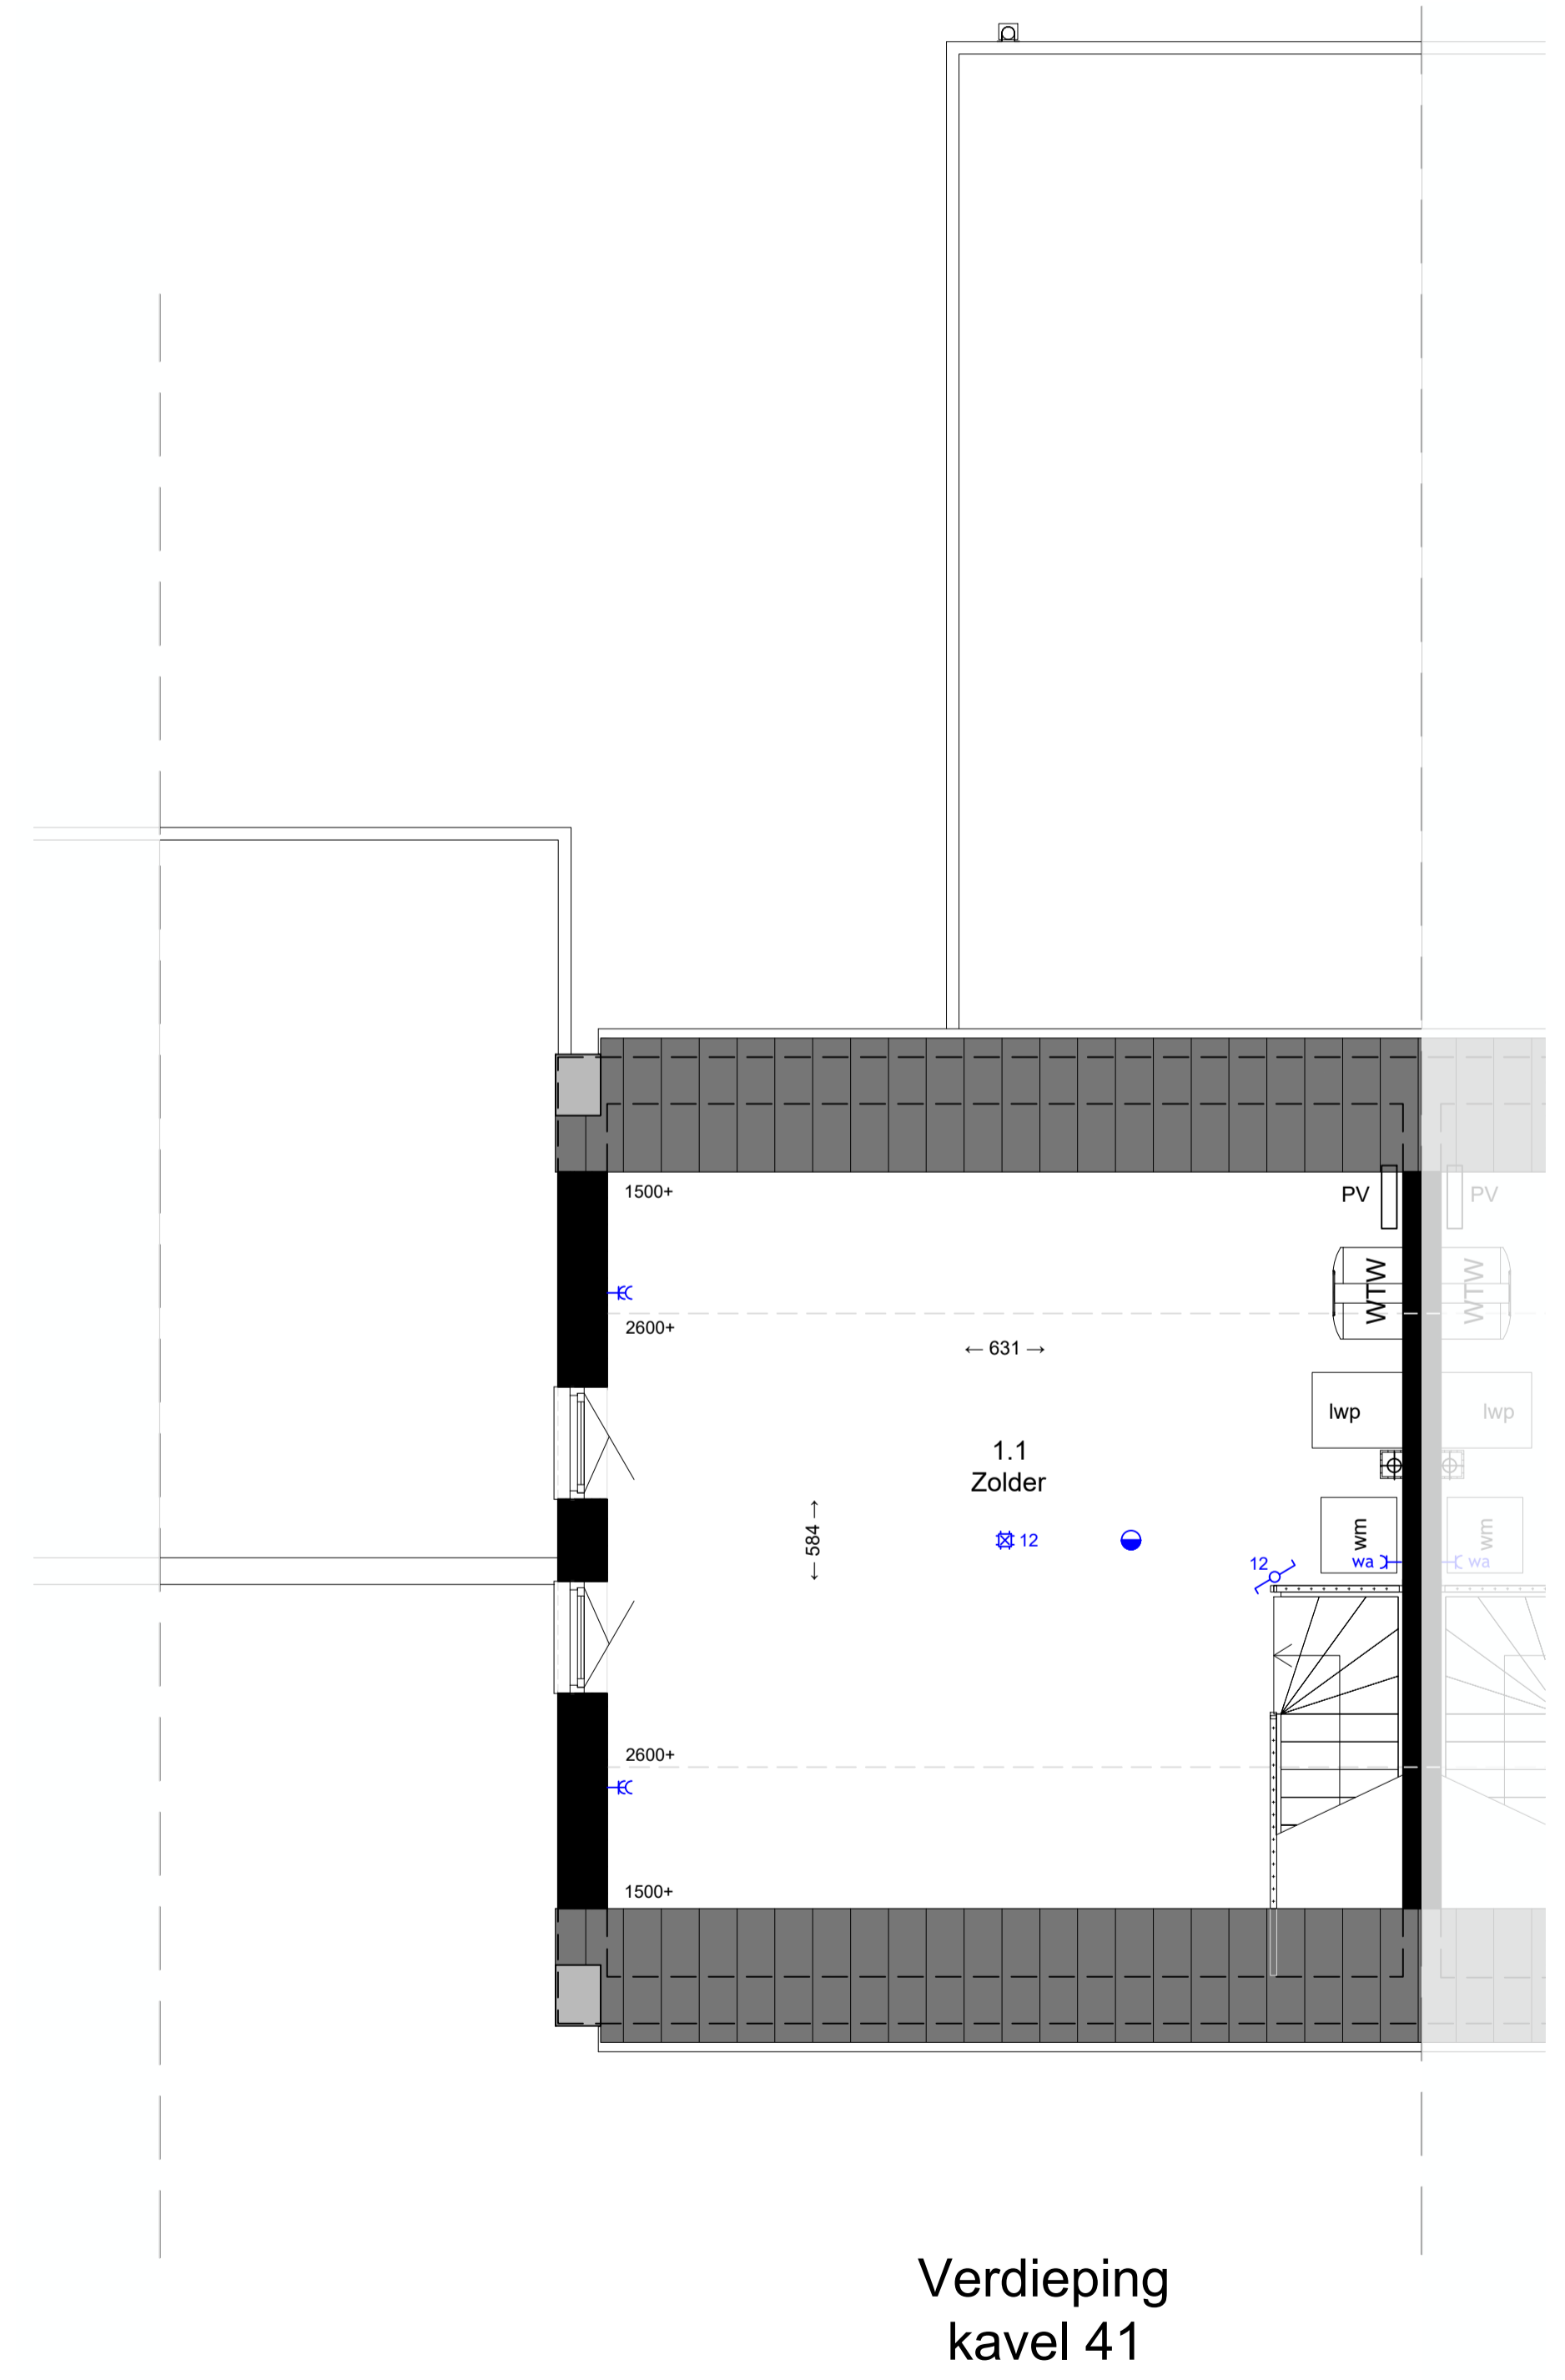 1500+
PV
PV
WTW
WTW
2600+
← 631 →
lwp
lwp
1.1
Zolder
← 584 →
12
wm
wm
12
wa
wa
2600+
1500+
Verdieping
kavel 41